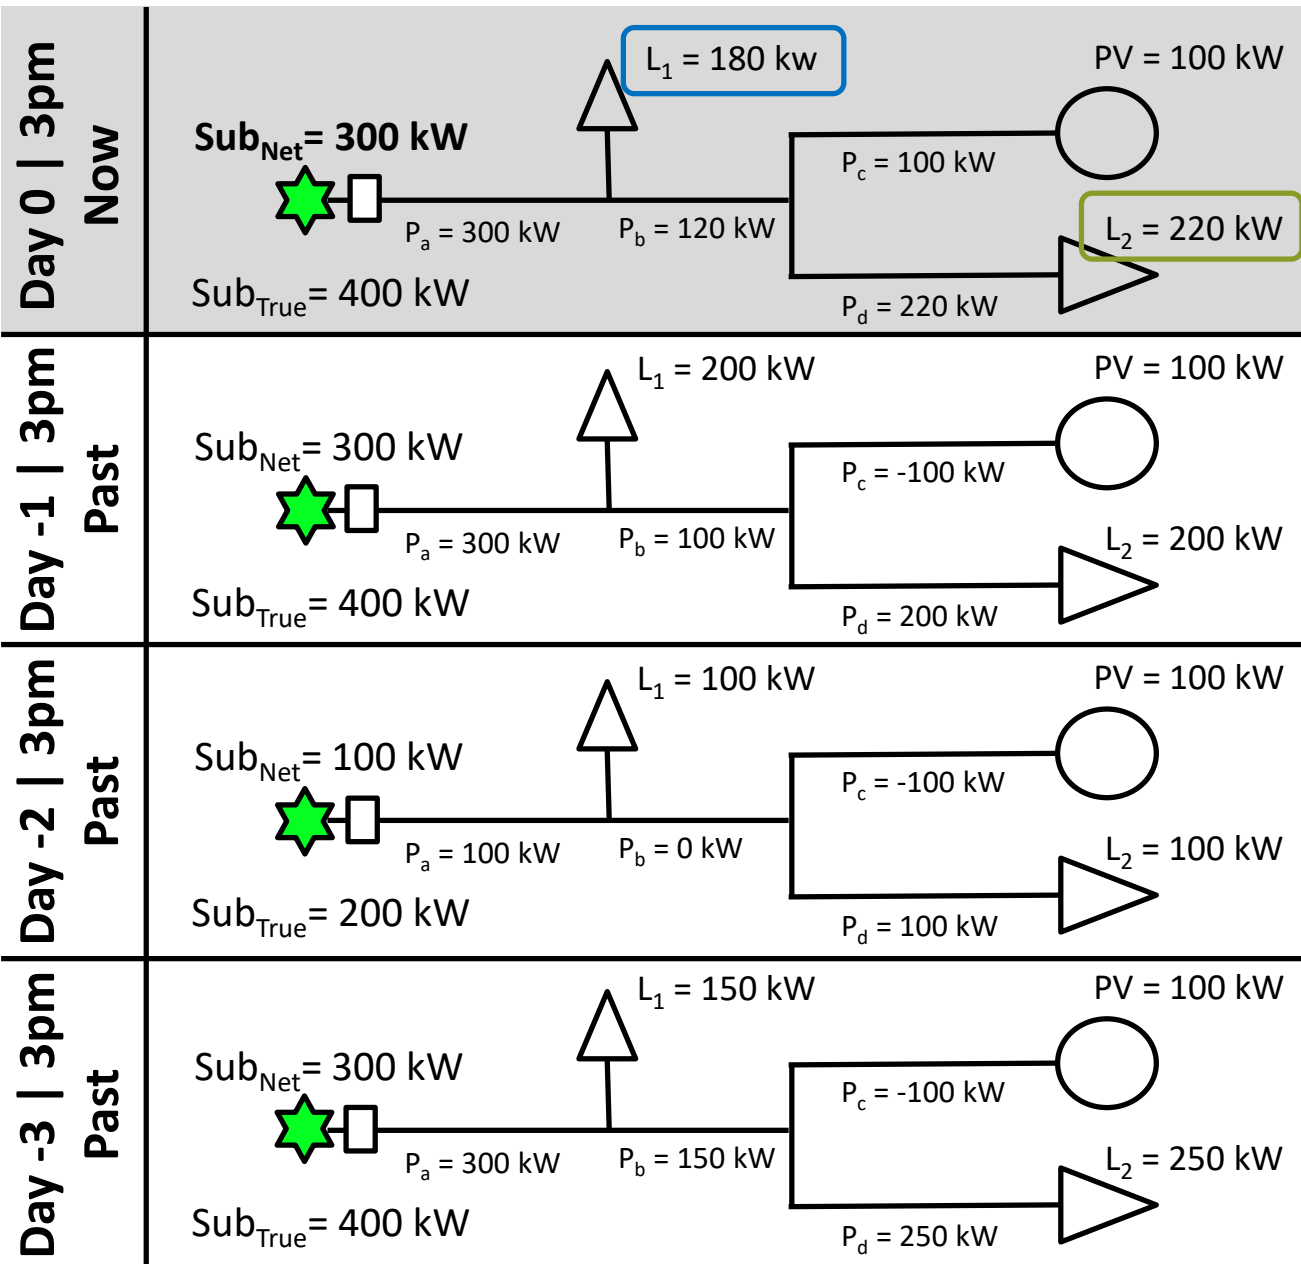 Day 0 | 3pm
Now
L1 = 180 kw
PV = 100 kW
SubNet= 300 kW
Pc = 100 kW
L2 = 220 kW
Pa = 300 kW
Pb = 120 kW
SubTrue= 400 kW
Pd = 220 kW
Day -1 | 3pm
Past
L1 = 200 kW
PV = 100 kW
SubNet= 300 kW
Pc = -100 kW
L2 = 200 kW
Pa = 300 kW
Pb = 100 kW
SubTrue= 400 kW
Pd = 200 kW
Day -2 | 3pm
Past
L1 = 100 kW
PV = 100 kW
SubNet= 100 kW
Pc = -100 kW
L2 = 100 kW
Pa = 100 kW
Pb = 0 kW
SubTrue= 200 kW
Pd = 100 kW
Day -3 | 3pm
Past
L1 = 150 kW
PV = 100 kW
SubNet= 300 kW
Pc = -100 kW
L2 = 250 kW
Pa = 300 kW
Pb = 150 kW
SubTrue= 400 kW
Pd = 250 kW